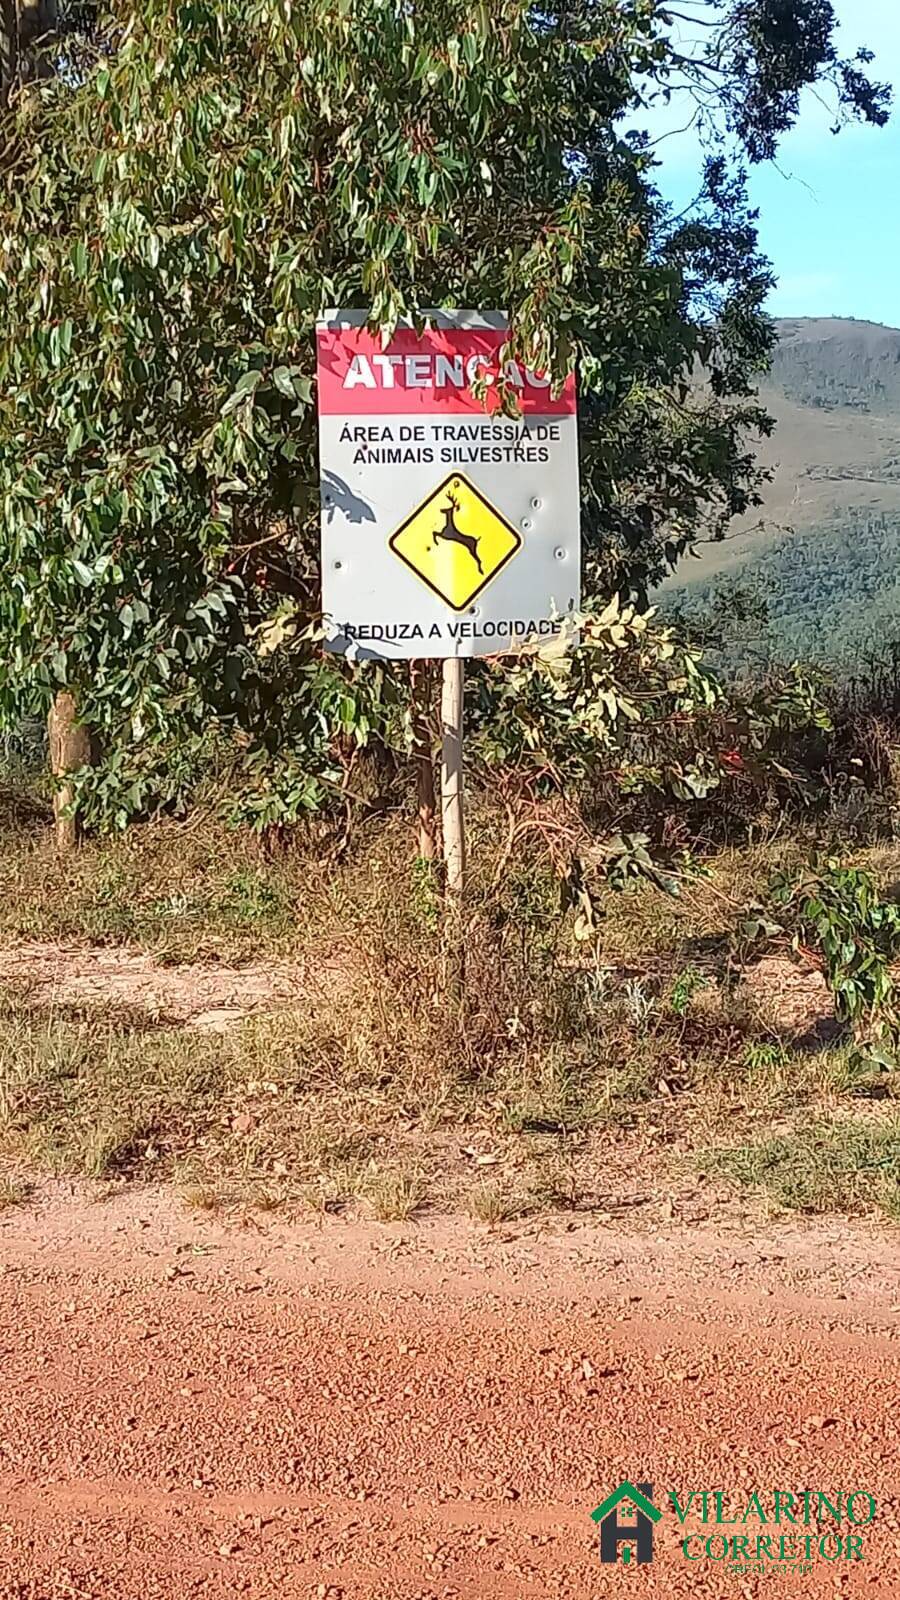 ATENÇÃO
ÁREA DE TRAVESSIA DE
ANIMAIS SILVESTRES
REDUZA A VELOCIDADE
VILARINO
CORRETOR